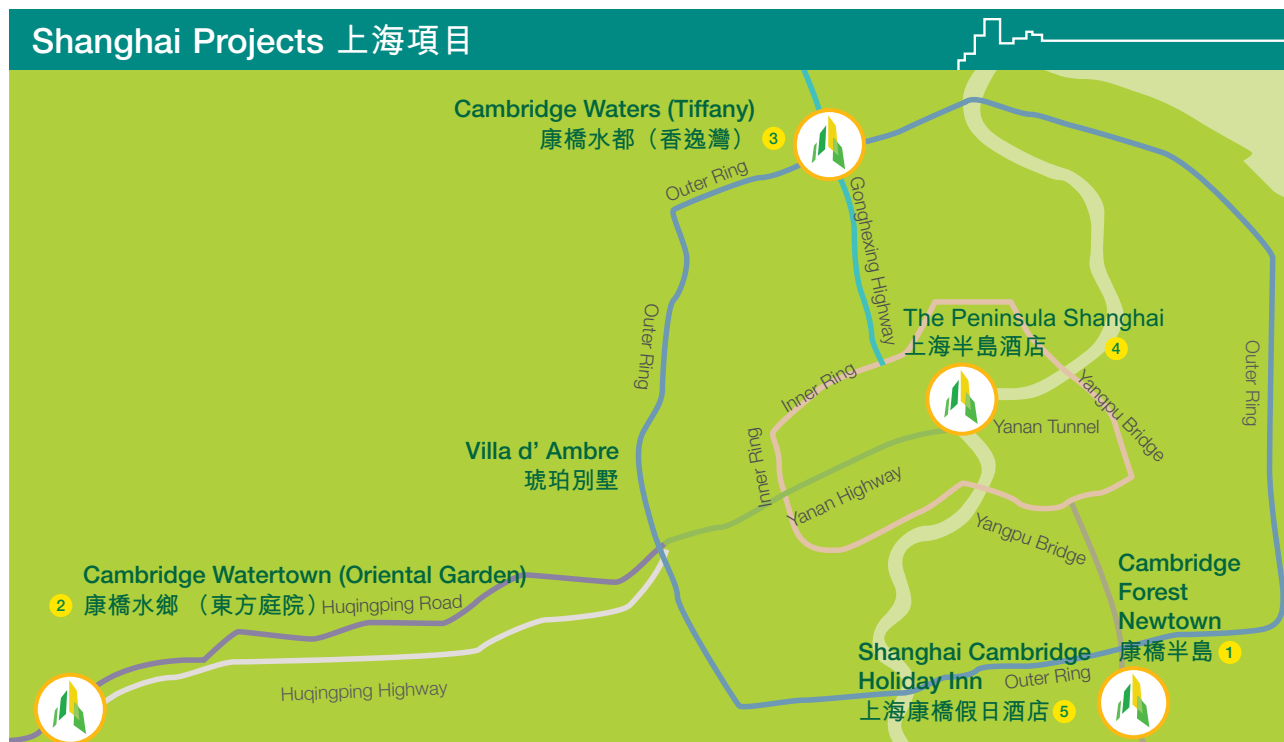 Shanghai Projects 上海項目
Cambridge Waters (Tiffany)
康橋水都（香逸灣） 3
Outer Ring
Gonghexing Highway
The Peninsula Shanghai
上海半島酒店 4
Outer Ring
Outer Ring
Inner Ring
Yangpu Bridge
Yanan Tunnel
Villa d’ Ambre
琥珀別墅
Inner Ring
Yanan Highway
Yangpu Bridge
Cambridge Watertown (Oriental Garden)
2 康橋水鄉 （東方庭院）
Huqingping Road
Huqingping Highway
Cambridge
Forest
Newtown
康橋半島 1
Shanghai Cambridge
Holiday Inn
上海康橋假日酒店 5
Outer Ring